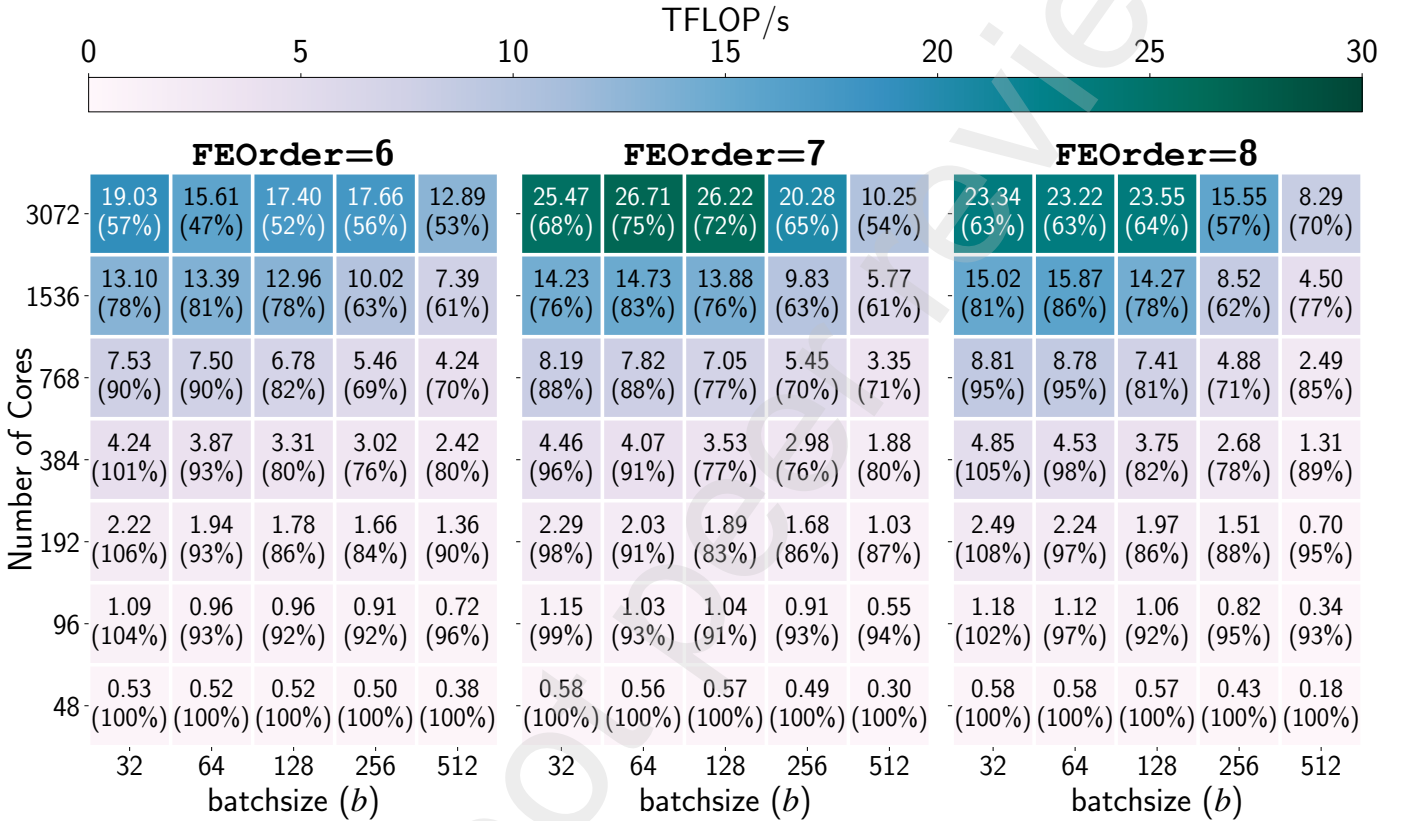 TFLOP/s
0 5 10 15 20 25 30
FEOrder=6 FEOrder=7 FEOrder=8
Number of Cores
3072 19.03 15.61 17.40 17.66 12.89 25.47 26.71 26.22 20.28 10.25 23.34 23.22 23.55 15.55 8.29
(57%) (47%) (52%) (56%) (53%) (68%) (75%) (72%) (65%) (54%) (63%) (63%) (64%) (57%) (70%)
1536 13.10 13.39 12.96 10.02 7.39 14.23 14.73 13.88 9.83 5.77 15.02 15.87 14.27 8.52 4.50
(78%) (81%) (78%) (63%) (61%) (76%) (83%) (76%) (63%) (61%) (81%) (86%) (78%) (62%) (77%)
768 7.53 7.50 6.78 5.46 4.24 8.19 7.82 7.05 5.45 3.35 8.81 8.78 7.41 4.88 2.49
(90%) (90%) (82%) (69%) (70%) (88%) (88%) (77%) (70%) (71%) (95%) (95%) (81%) (71%) (85%)
384 4.24 3.87 3.31 3.02 2.42 4.46 4.07 3.53 2.98 1.88 4.85 4.53 3.75 2.68 1.31
(101%) (93%) (80%) (76%) (80%) (96%) (91%) (77%) (76%) (80%) (105%) (98%) (82%) (78%) (89%)
192 2.22 1.94 1.78 1.66 1.36 2.29 2.03 1.89 1.68 1.03 2.49 2.24 1.97 1.51 0.70
(106%) (93%) (86%) (84%) (90%) (98%) (91%) (83%) (86%) (87%) (108%) (97%) (86%) (88%) (95%)
96 1.09 0.96 0.96 0.91 0.72 1.15 1.03 1.04 0.91 0.55 1.18 1.12 1.06 0.82 0.34
(104%) (93%) (92%) (92%) (96%) (99%) (93%) (91%) (93%) (94%) (102%) (97%) (92%) (95%) (93%)
48 0.53 0.52 0.52 0.50 0.38 0.58 0.56 0.57 0.49 0.30 0.58 0.58 0.57 0.43 0.18
(100%) (100%) (100%) (100%) (100%) (100%) (100%) (100%) (100%) (100%) (100%) (100%) (100%) (100%) (100%)
32 64 128 256 512 32 64 128 256 512 32 64 128 256 512
batchsize (b) batchsize (b) batchsize (b)
ot peer revie